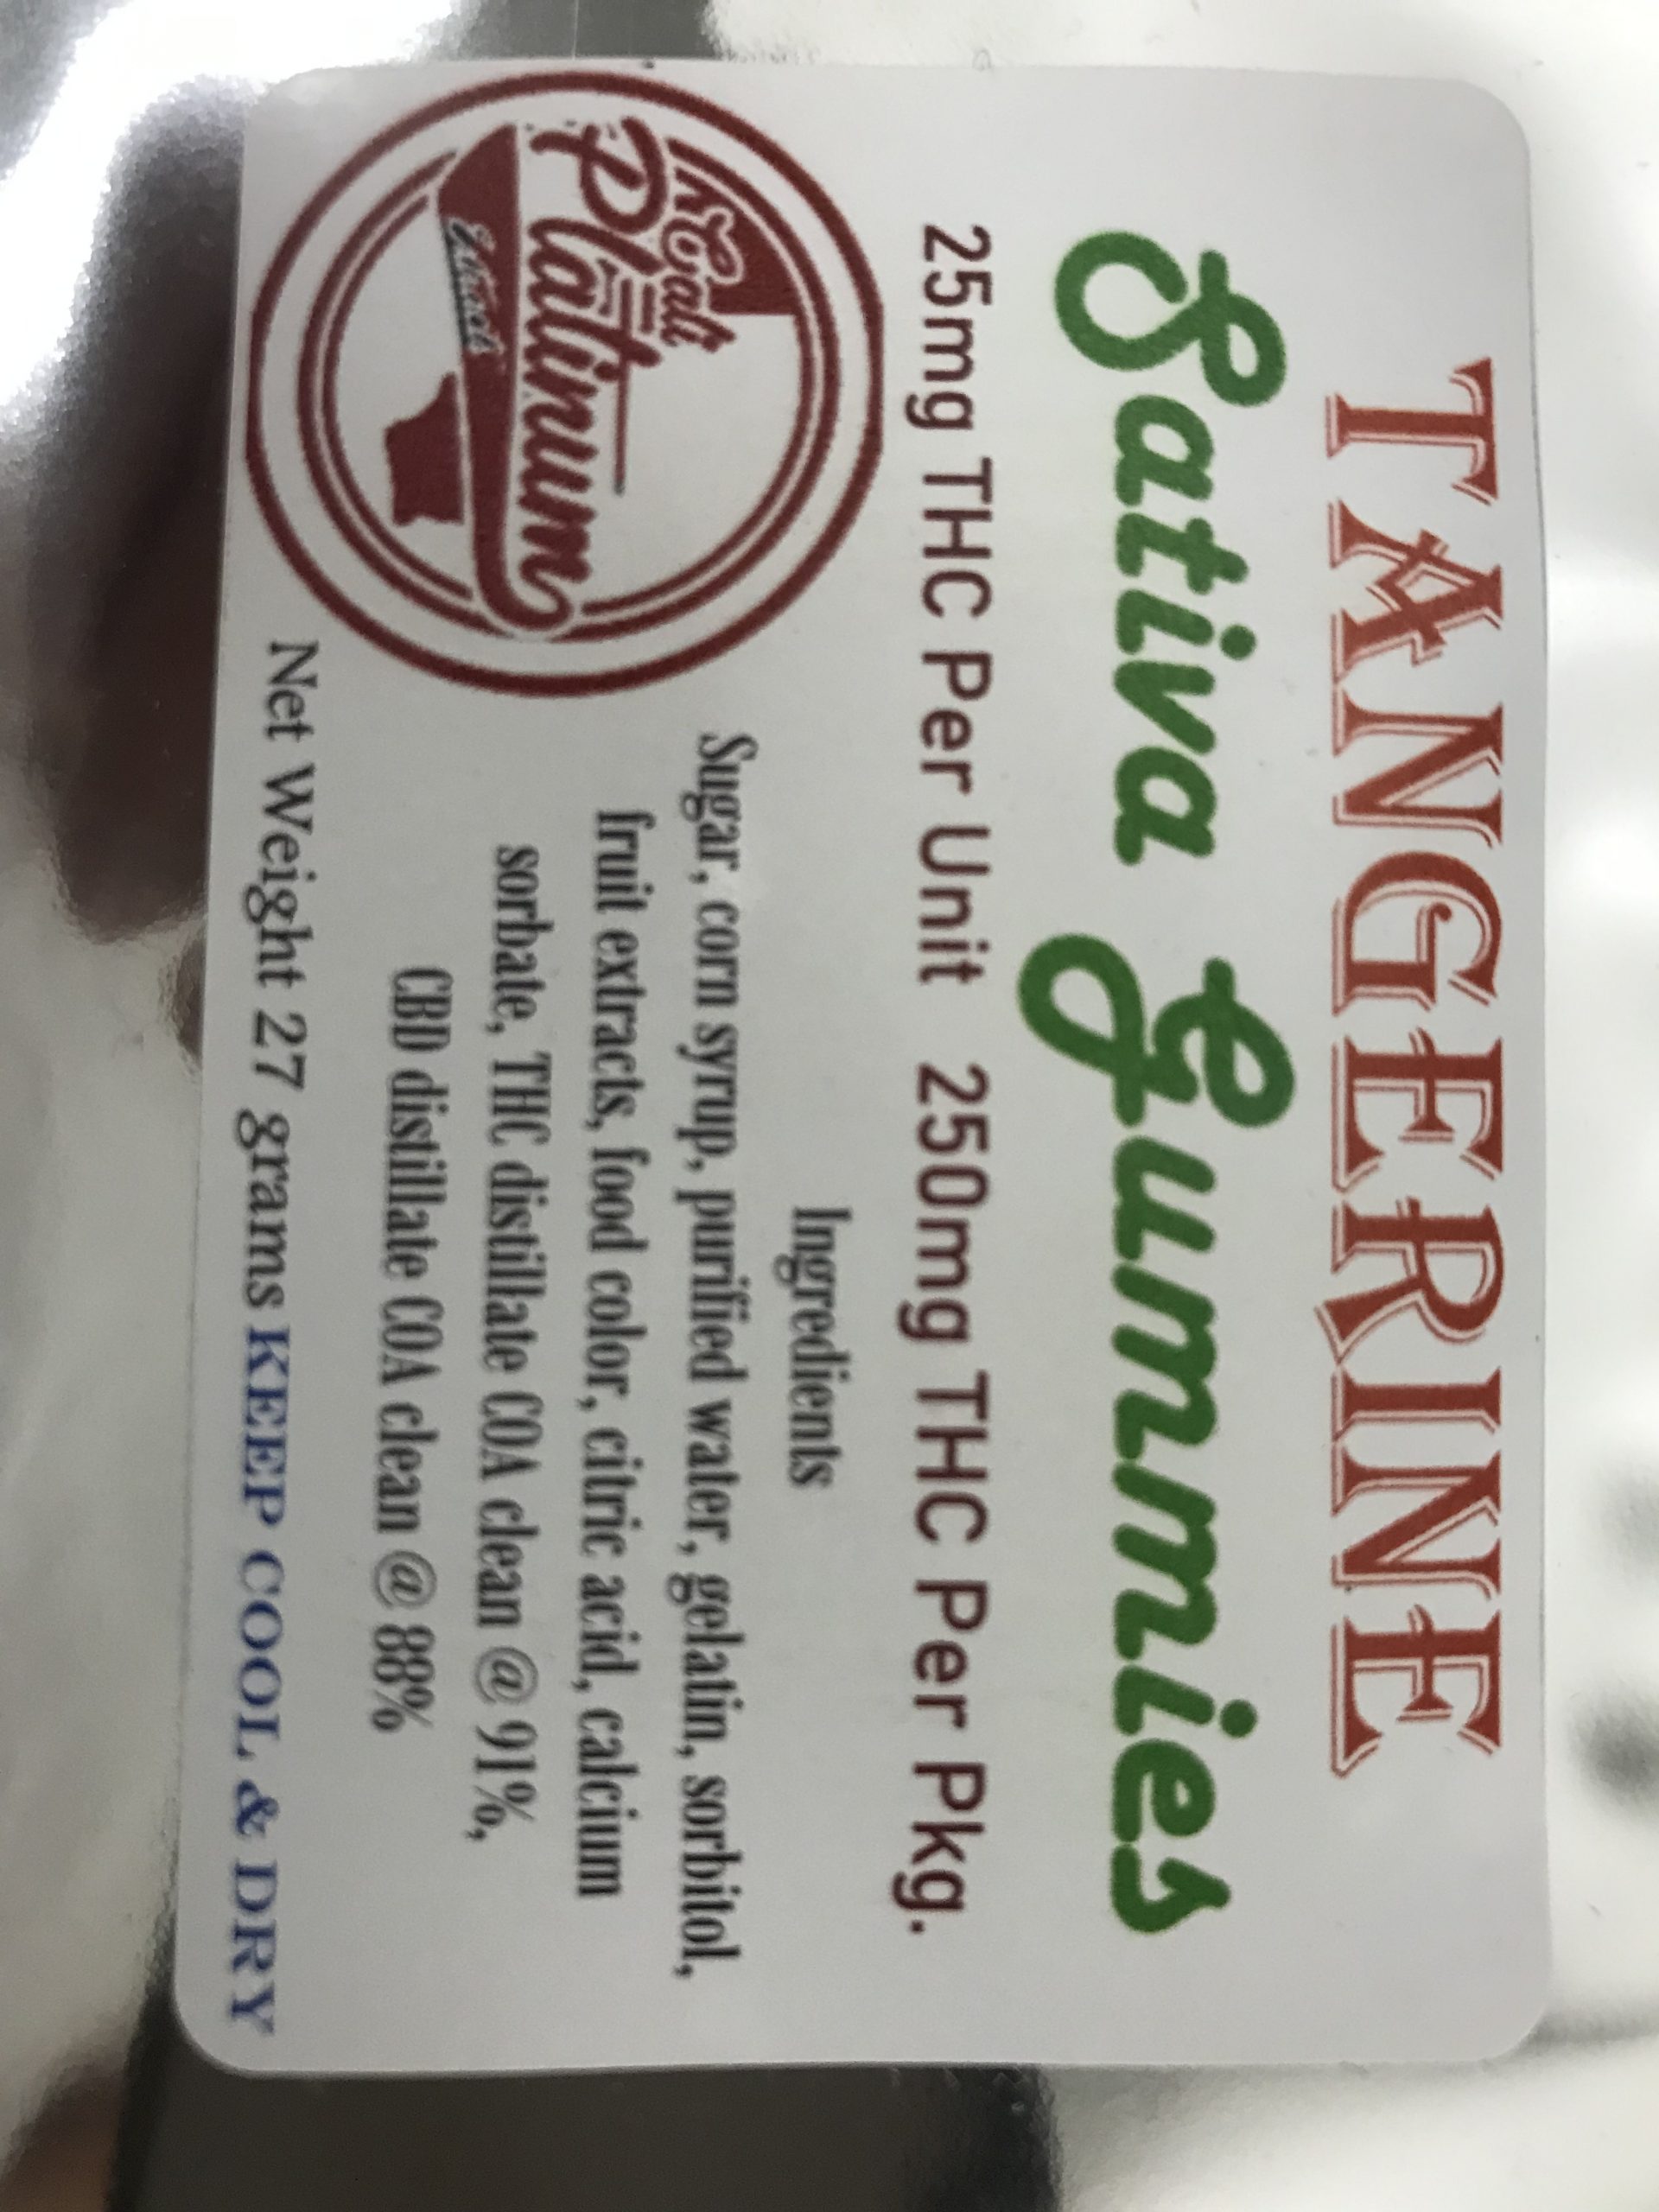 TANGERINE
Sativa Gummies
25mg THC Per Unit 250mg THC Per Pkg.
Cali
Platinum
Ingredients
Sugar, corn syrup, purified water, gelatin, sorbitol,
fruit extracts, food color, citric acid, calcium
sorbate, THC distillate COA clean @ 91%,
CBD distillate COA clean @ 88%
Net Weight 27 grams KEEP COOL & DRY